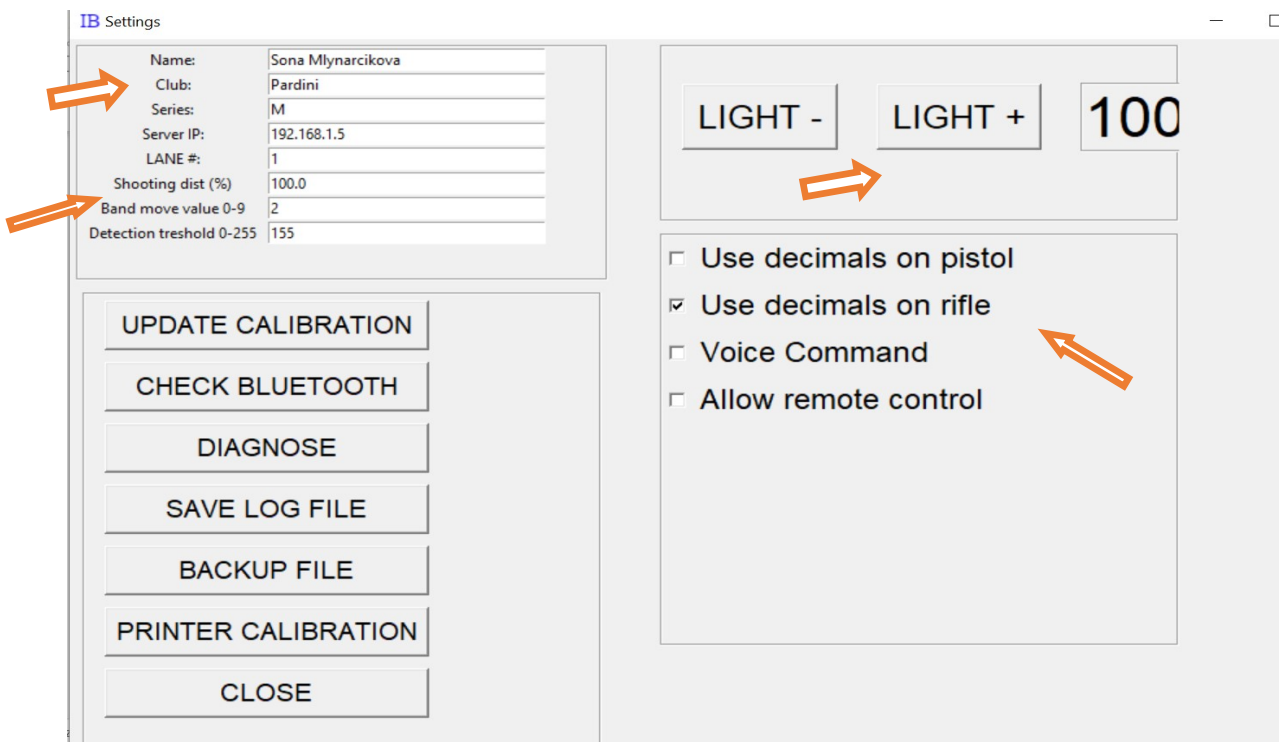 IB Settings
Name: Sona Mlynarcikova
Club: Pardini
Series: M
Server IP: 192.168.1.5
LANE #: 1
Shooting dist (%) 100.0
Band move value 0-9 2
Detection treshold 0-255 155
UPDATE CALIBRATION
CHECK BLUETOOTH
DIAGNOSE
SAVE LOG FILE
BACKUP FILE
PRINTER CALIBRATION
CLOSE
LIGHT - LIGHT + 100
Use decimals on pistol
Use decimals on rifle
Voice Command
Allow remote control